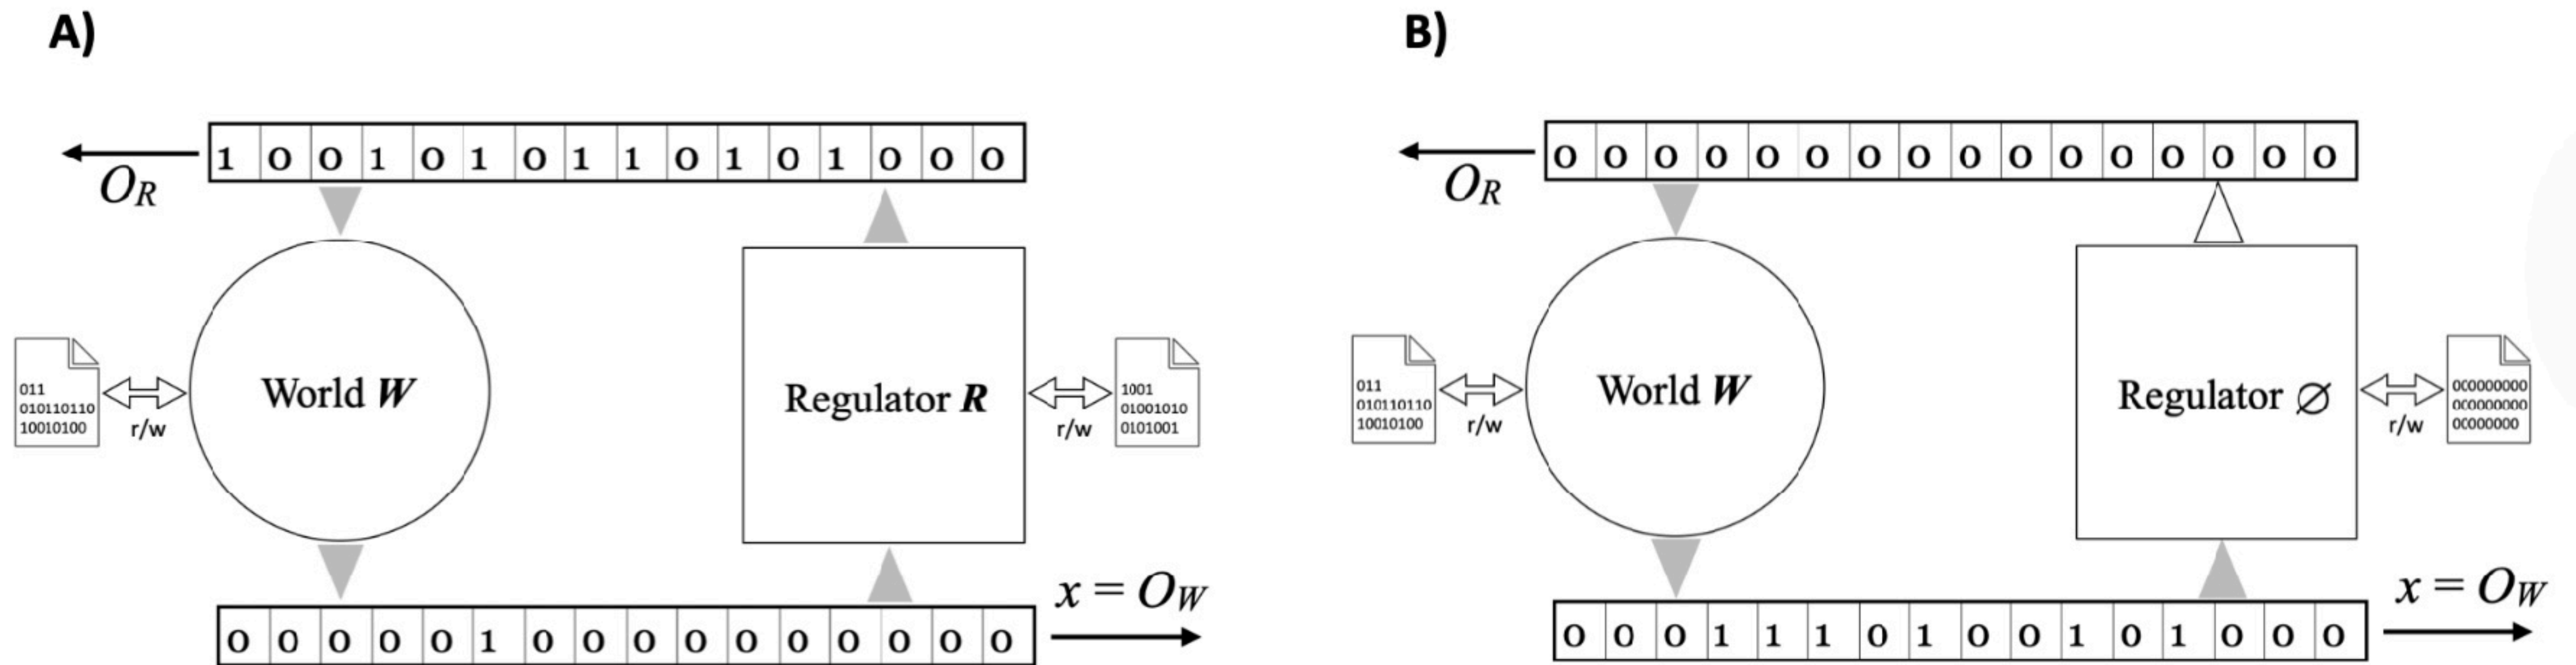 A)
1 0 0 1 0 1 0 1 1 0 1 0 1 0 0 0
O_R
World W
011
010110110
10010100
r/w
Regulator R
r/w
1001
01001010
0101001
x = O_W
0 0 0 0 0 1 0 0 0 0 0 0 0 0 0 0
B)
0 0 0 0 0 0 0 0 0 0 0 0 0 0 0 0
O_R
World W
011
010110110
10010100
r/w
Regulator ∅
r/w
000000000
000000000
00000000
x = O_W
0 0 0 1 1 1 0 1 0 0 1 0 1 0 0 0